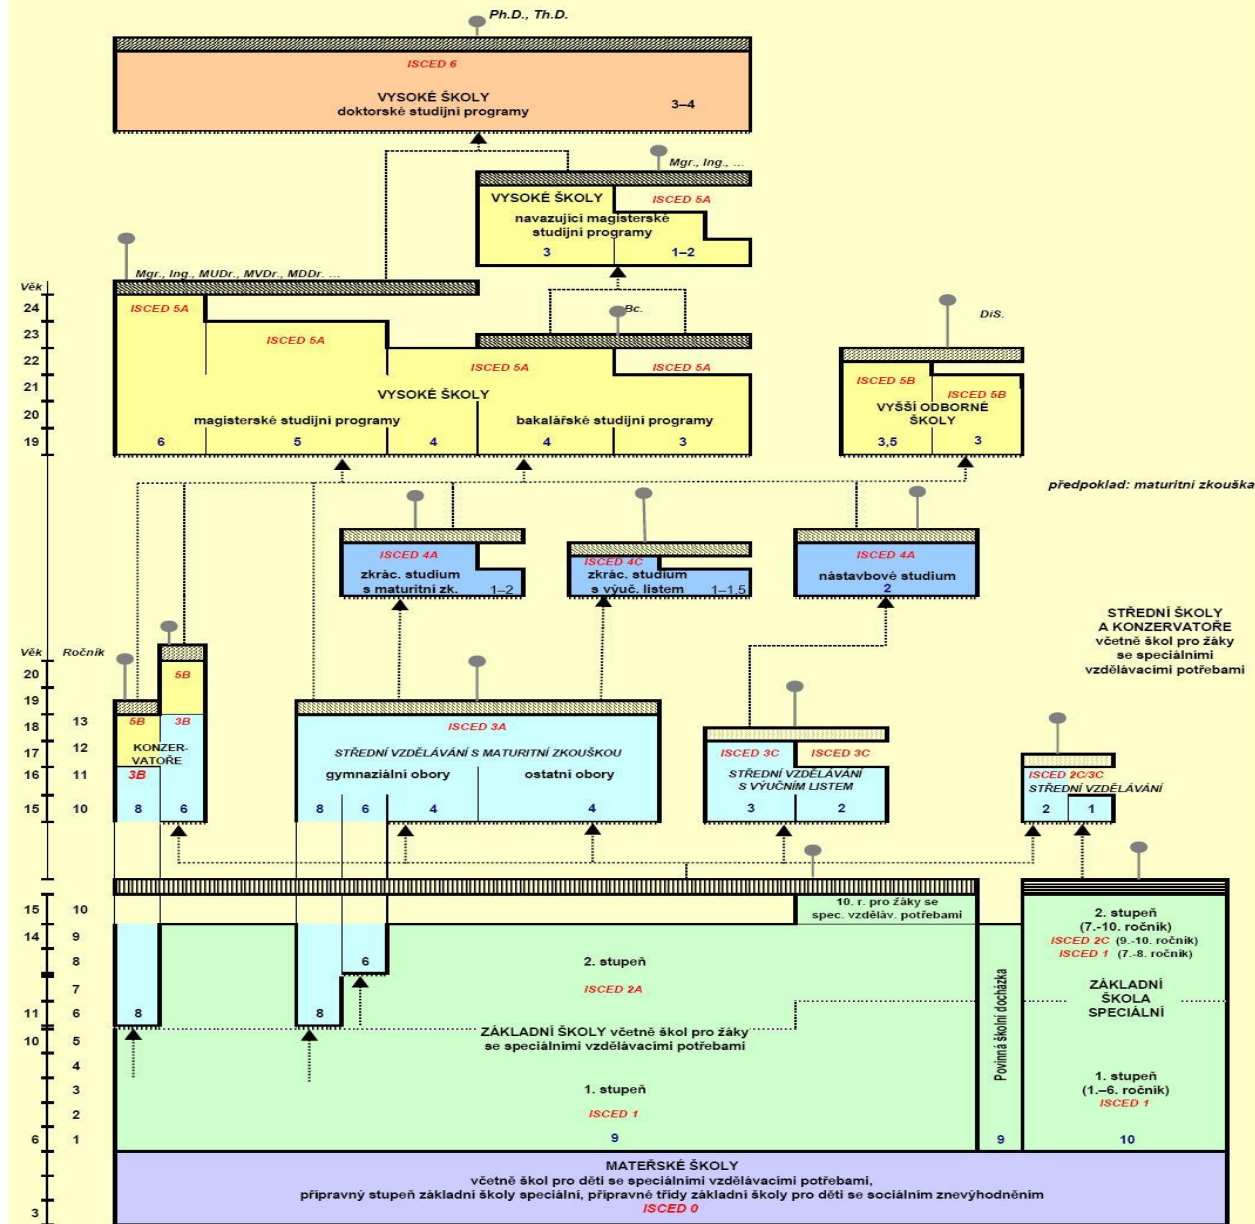 Ph.D., Th.D.
ISCED 6
VYSOKÉ ŠKOLY
doktorské studijní programy
3–4
Mgr., Ing., ...
VYSOKÉ ŠKOLY
ISCED 5A
navazující magisterské
studijní programy
3
1–2
Mgr., Ing., MUDr., MVDr., MDDr. ...
Věk
24
23
22
21
20
19
ISCED 5A
ISCED 5A
ISCED 5A
Bc.
ISCED 5A
VYSOKÉ ŠKOLY
magisterské studijní programy
bakalářské studijní programy
6
5
4
4
3
DiS.
ISCED 5B
ISCED 5B
VYŠŠÍ ODBORNÉ
ŠKOLY
3,5
3
předpoklad: maturitní zkouška
ISCED 4A
zkrác. studium
s maturitní zk.
1–2
ISCED 4C
zkrác. studium
s výuč. listem
1–1.5
ISCED 4A
nástavbové studium
2
STŘEDNÍ ŠKOLY
A KONZERVATOŘE
včetně škol pro žáky
se speciálními
vzdělávacími potřebami
Věk
Ročník
20
19
18
13
17
12
16
11
15
10
5B
5B
3B
KONZER-
VATOŘE
3B
8
6
ISCED 3A
STŘEDNÍ VZDĚLÁVÁNÍ S MATURITNÍ ZKOUŠKOU
gymnaziální obory
ostatní obory
8
6
4
4
ISCED 3C
ISCED 3C
STŘEDNÍ VZDĚLÁVÁNÍ
S VÝUČNÍM LISTEM
3
2
ISCED 2C/3C
STŘEDNÍ VZDĚLÁVÁNÍ
2
1
15
10
14
9
8
7
11
6
10
5
4
3
2
6
1
3
10. r. pro žáky se
spec. vzděláv. potřebami
8
8
6
2. stupeň
ISCED 2A
ZÁKLADNÍ ŠKOLY včetně škol pro žáky
se speciálními vzdělávacími potřebami
1. stupeň
ISCED 1
9
Povinná školní docházka
9
2. stupeň
(7.-10. ročník)
ISCED 2C (9.-10. ročník)
ISCED 1 (7.-8. ročník)
ZÁKLADNÍ
ŠKOLA
SPECIÁLNÍ
1. stupeň
(1.–6. ročník)
ISCED 1
10
MATEŘSKÉ ŠKOLY
včetně škol pro děti se speciálními vzdělávacími potřebami,
přípravný stupeň základní školy speciální, přípravné třídy základní školy pro děti se sociálním znevýhodněním
ISCED 0